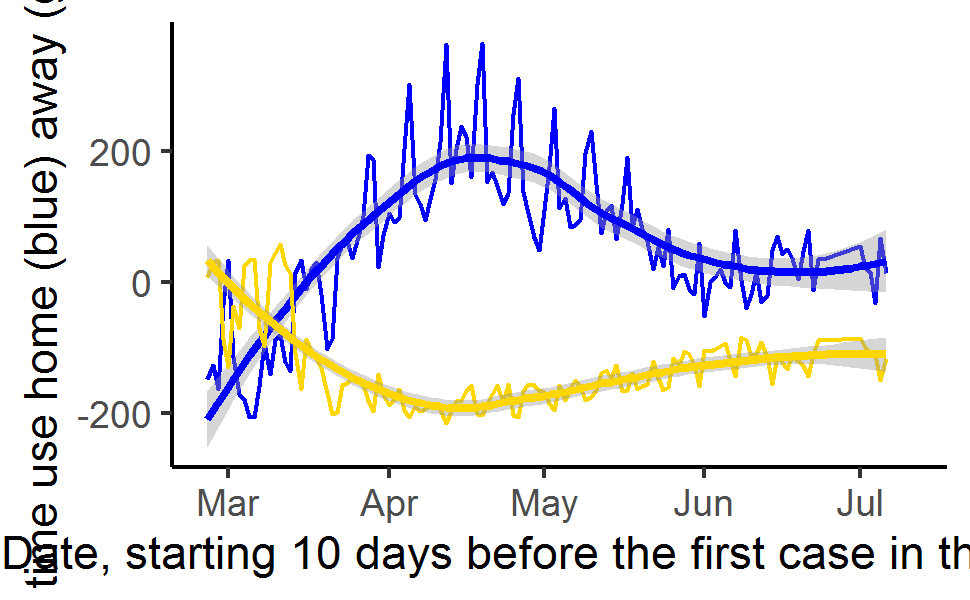 time use home (blue) away (
200
0
-200
Mar Apr May Jun Jul
Date, starting 10 days before the first case in th